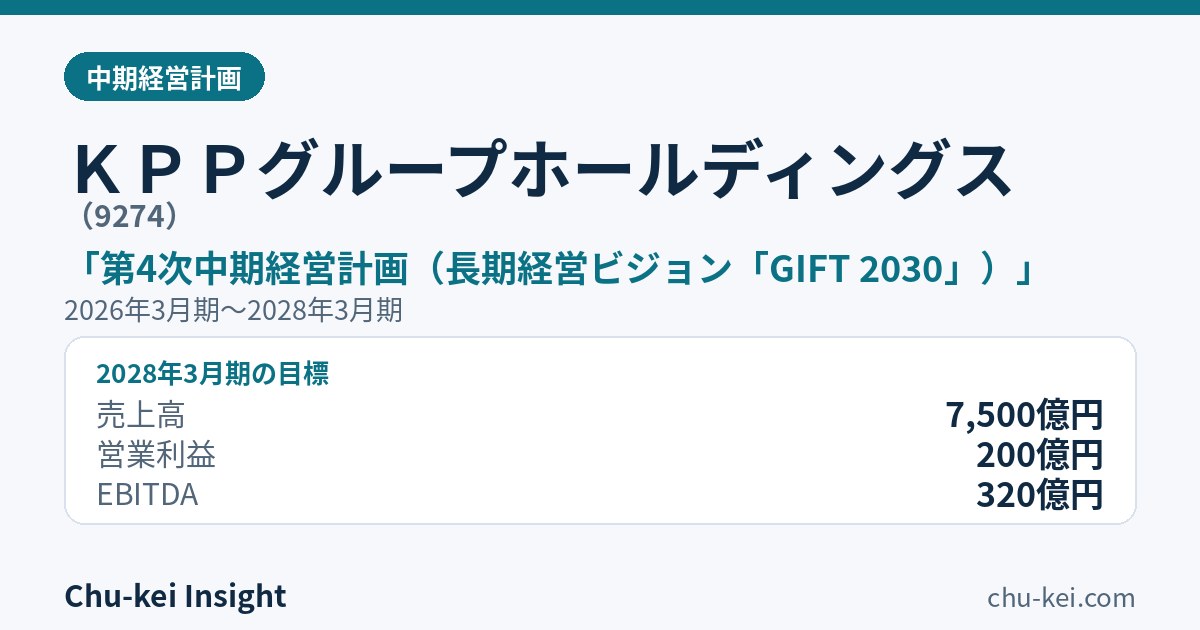 中期経営計画
ＫＰＰグループホールディングス
（9274）
「第4次中期経営計画（長期経営ビジョン「GIFT 2030」）」
2026年3月期～2028年3月期
2028年3月期の目標
売上高 7,500億円
営業利益 200億円
EBITDA 320億円
Chu-kei Insight chu-kei.com